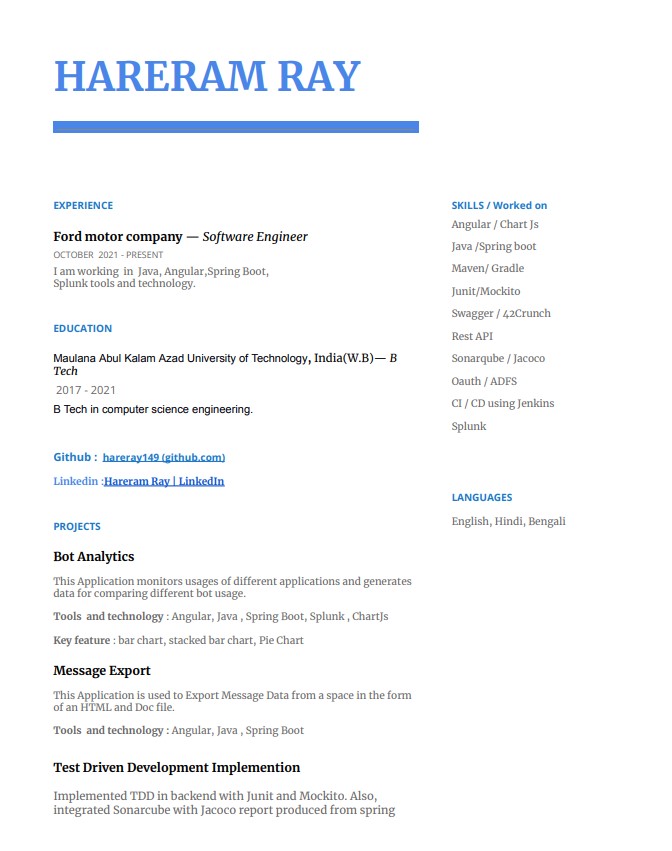 HARERAM RAY
EXPERIENCE
Ford motor company — Software Engineer
OCTOBER 2021 - PRESENT
I am working in Java, Angular,Spring Boot,
Splunk tools and technology.
EDUCATION
Maulana Abul Kalam Azad University of Technology, India(W.B)— B
Tech
2017 - 2021
B Tech in computer science engineering.
Github : hareray149 (github.com)
Linkedin :Hareram Ray | LinkedIn
PROJECTS
Bot Analytics
This Application monitors usages of different applications and generates
data for comparing different bot usage.
Tools and technology : Angular, Java , Spring Boot, Splunk , ChartJs
Key feature : bar chart, stacked bar chart, Pie Chart
Message Export
This Application is used to Export Message Data from a space in the form
of an HTML and Doc file.
Tools and technology : Angular, Java , Spring Boot
Test Driven Development Implemention
Implemented TDD in backend with Junit and Mockito. Also,
integrated Sonarcube with Jacoco report produced from spring
SKILLS / Worked on
Angular / Chart Js
Java /Spring boot
Maven/ Gradle
Junit/Mockito
Swagger / 42Crunch
Rest API
Sonarqube / Jacoco
Oauth / ADFS
CI / CD using Jenkins
Splunk
LANGUAGES
English, Hindi, Bengali